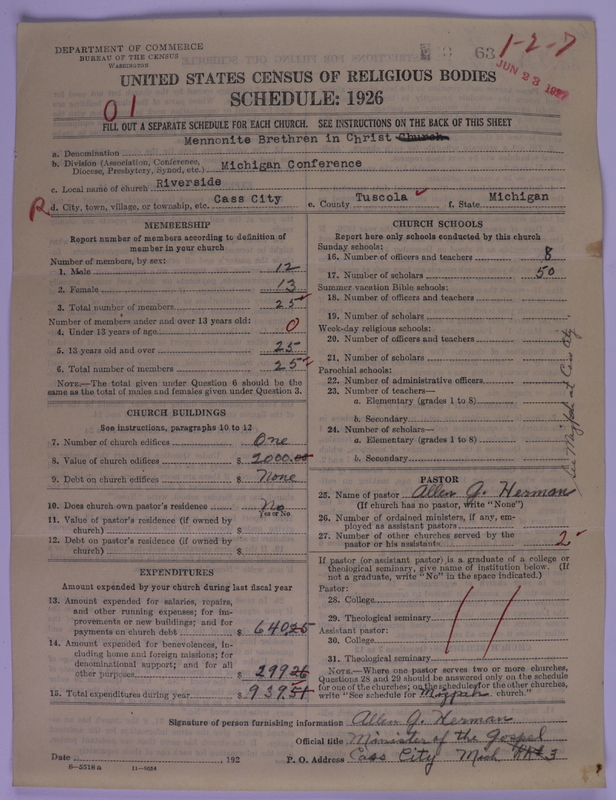 DEPARTMENT OF COMMERCE
BUREAU OF THE CENSUS
WASHINGTON
63
1-2-7
JUN 23 1927
UNITED STATES CENSUS OF RELIGIOUS BODIES
SCHEDULE: 1926
01
FILL OUT A SEPARATE SCHEDULE FOR EACH CHURCH. SEE INSTRUCTIONS ON THE BACK OF THIS SHEET
a. Denomination Mennonite Brethren in Christ Church
b. Division (Association, Conference, Diocese, Presbytery, Synod, etc.) Michigan Conference
c. Local name of church Riverside
R d. City, town, village, or township, etc. Cass City e. County Tuscola ✓ f. State Michigan
MEMBERSHIP
Report number of members according to definition of
member in your church
Number of members, by sex:
1. Male 12
2. Female 13
3. Total number of members 25
Number of members under and over 13 years old:
4. Under 13 years of age 0
5. 13 years old and over 25
6. Total number of members 25
NOTE.—The total given under Question 6 should be the
same as the total of males and females given under Question 3.
CHURCH BUILDINGS
See instructions, paragraphs 10 to 12
7. Number of church edifices One
8. Value of church edifices $ 2000.00
9. Debt on church edifices $ None
10. Does church own pastor's residence No
Yes or No
11. Value of pastor's residence (if owned by
church) $
12. Debt on pastor's residence (if owned by
church) $
EXPENDITURES
Amount expended by your church during last fiscal year
13. Amount expended for salaries, repairs,
and other running expenses; for im-
provements or new buildings; and for
payments on church debt $ 640 25
14. Amount expended for benevolences, in-
cluding home and foreign missions; for
denominational support; and for all
other purposes $ 299 26
15. Total expenditures during year $ 939 51
CHURCH SCHOOLS
Report here only schools conducted by this church
Sunday schools:
16. Number of officers and teachers 8
17. Number of scholars 50
Summer vacation Bible schools:
18. Number of officers and teachers
19. Number of scholars
Week-day religious schools:
20. Number of officers and teachers
21. Number of scholars
Parochial schools:
22. Number of administrative officers
23. Number of teachers—
a. Elementary (grades 1 to 8)
b. Secondary
24. Number of scholars—
a. Elementary (grades 1 to 8)
b. Secondary
See Mizpah at Cass City
PASTOR
25. Name of pastor Allen G. Herman
(If church has no pastor, write "None")
26. Number of ordained ministers, if any, em-
ployed as assistant pastors
27. Number of other churches served by the
pastor or his assistants 2
If pastor (or assistant pastor) is a graduate of a college or
theological seminary, give name of institution below. (If
not a graduate, write "No" in the space indicated.)
Pastor:
28. College
29. Theological seminary
Assistant pastor:
30. College
31. Theological seminary
NOTE.—Where one pastor serves two or more churches,
Questions 28 and 29 should be answered only on the schedule
for one of the churches; on the schedules for the other churches,
write "See schedule for Mizpah church."
Signature of person furnishing information Allen G. Herman
Official title Minister of the Gospel
Date , 192 P. O. Address Cass City Mich R#3
8—5318a 11—9684